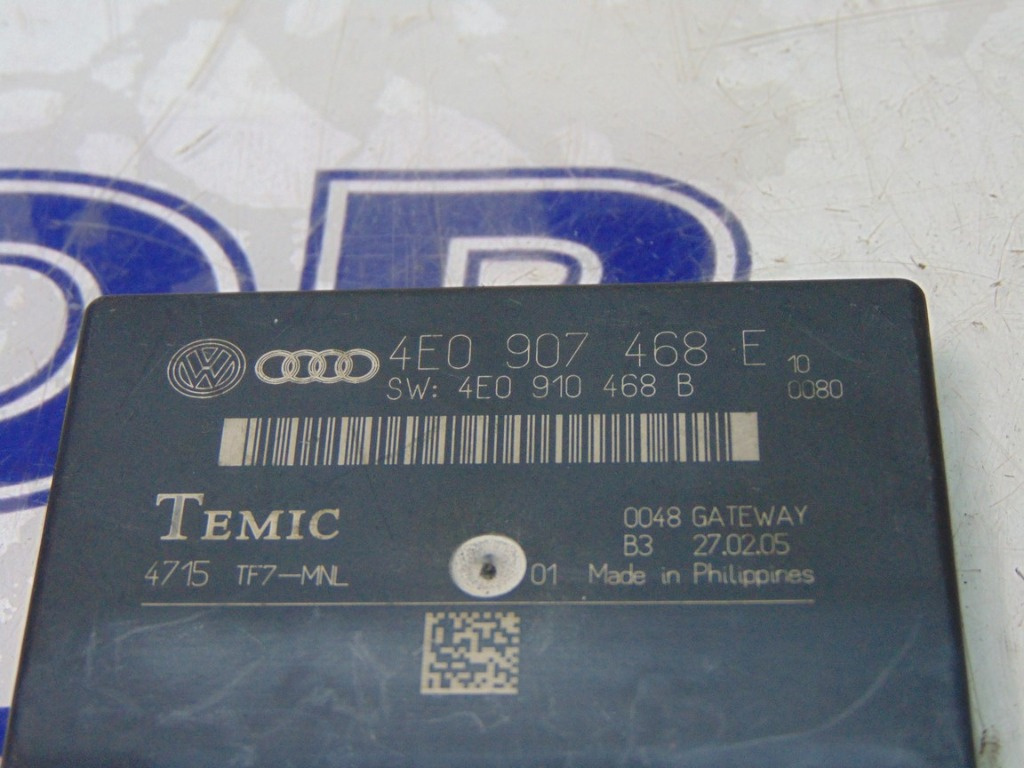 4E0 907 468 E 10
SW: 4E0 910 468 B 0080
TEMIC
0048 GATEWAY
B3 27.02.05
4715 TF7-MNL 01 Made in Philippines